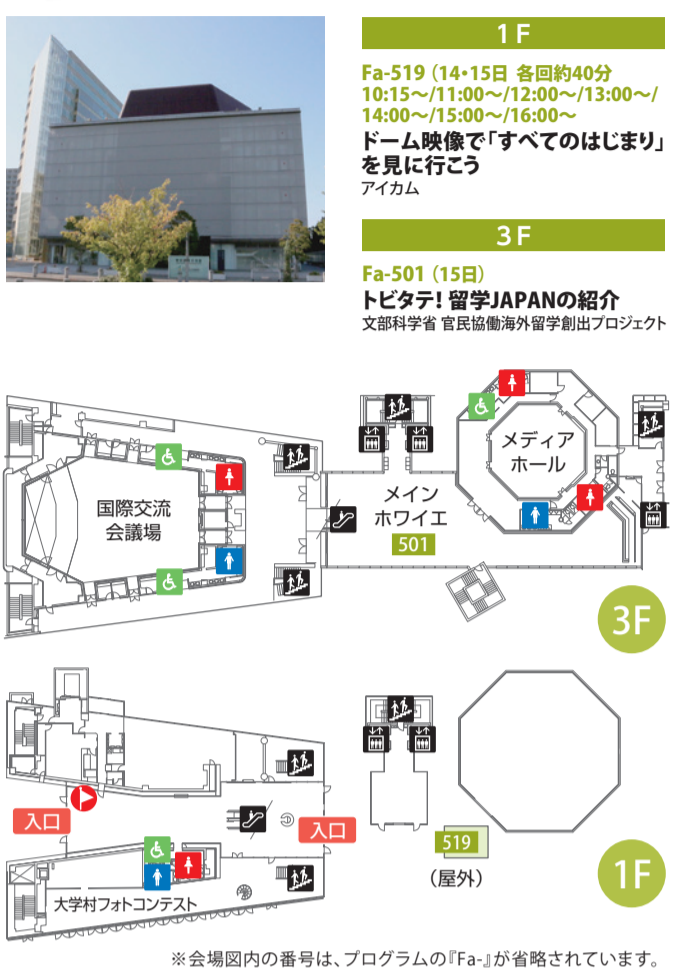 1F
Fa-519（14・15日 各回約40分
10:15～/11:00～/12:00～/13:00～/
14:00～/15:00～/16:00～
ドーム映像で「すべてのはじまり」
を見に行こう
アイカム
3F
Fa-501（15日）
トビタテ！留学JAPANの紹介
文部科学省 官民協働海外留学創出プロジェクト
国際交流
会議場
メイン
ホワイエ
501
メディア
ホール
3F
入口
入口
大学村フォトコンテスト
519
（屋外）
1F
※会場図内の番号は、プログラムの『Fa-』が省略されています。